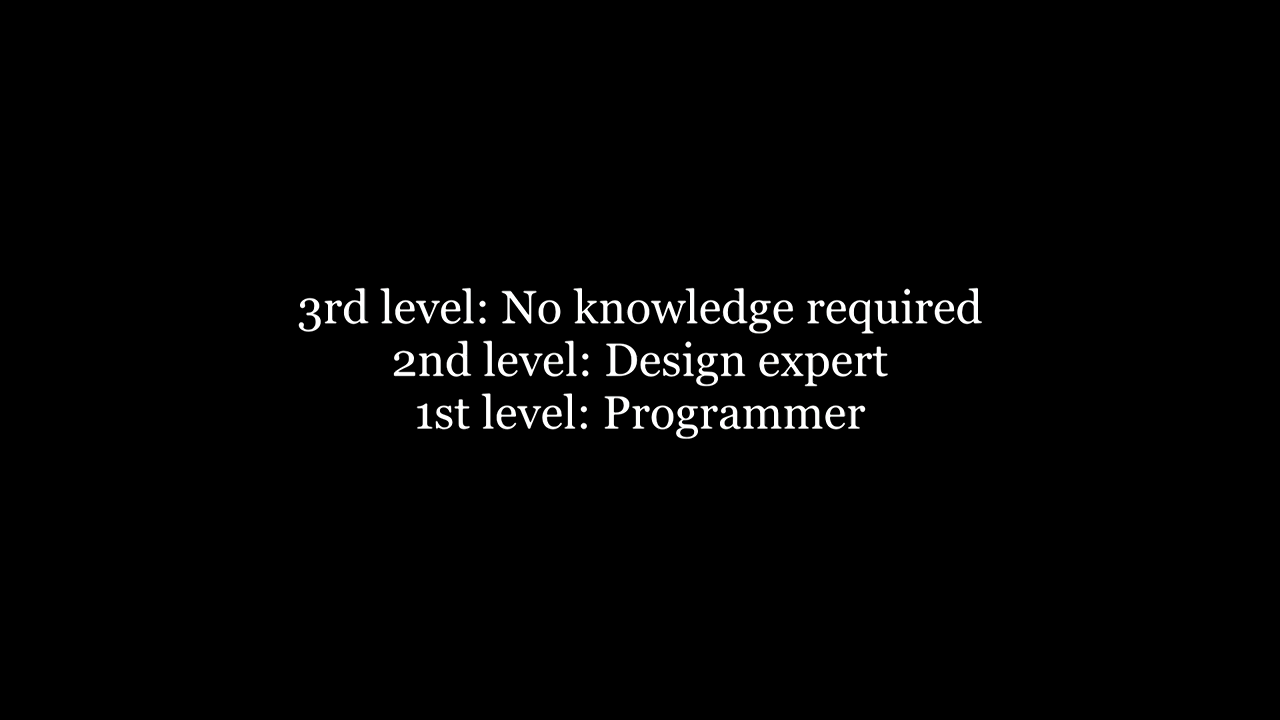 3rd level: No knowledge required
2nd level: Design expert
1st level: Programmer